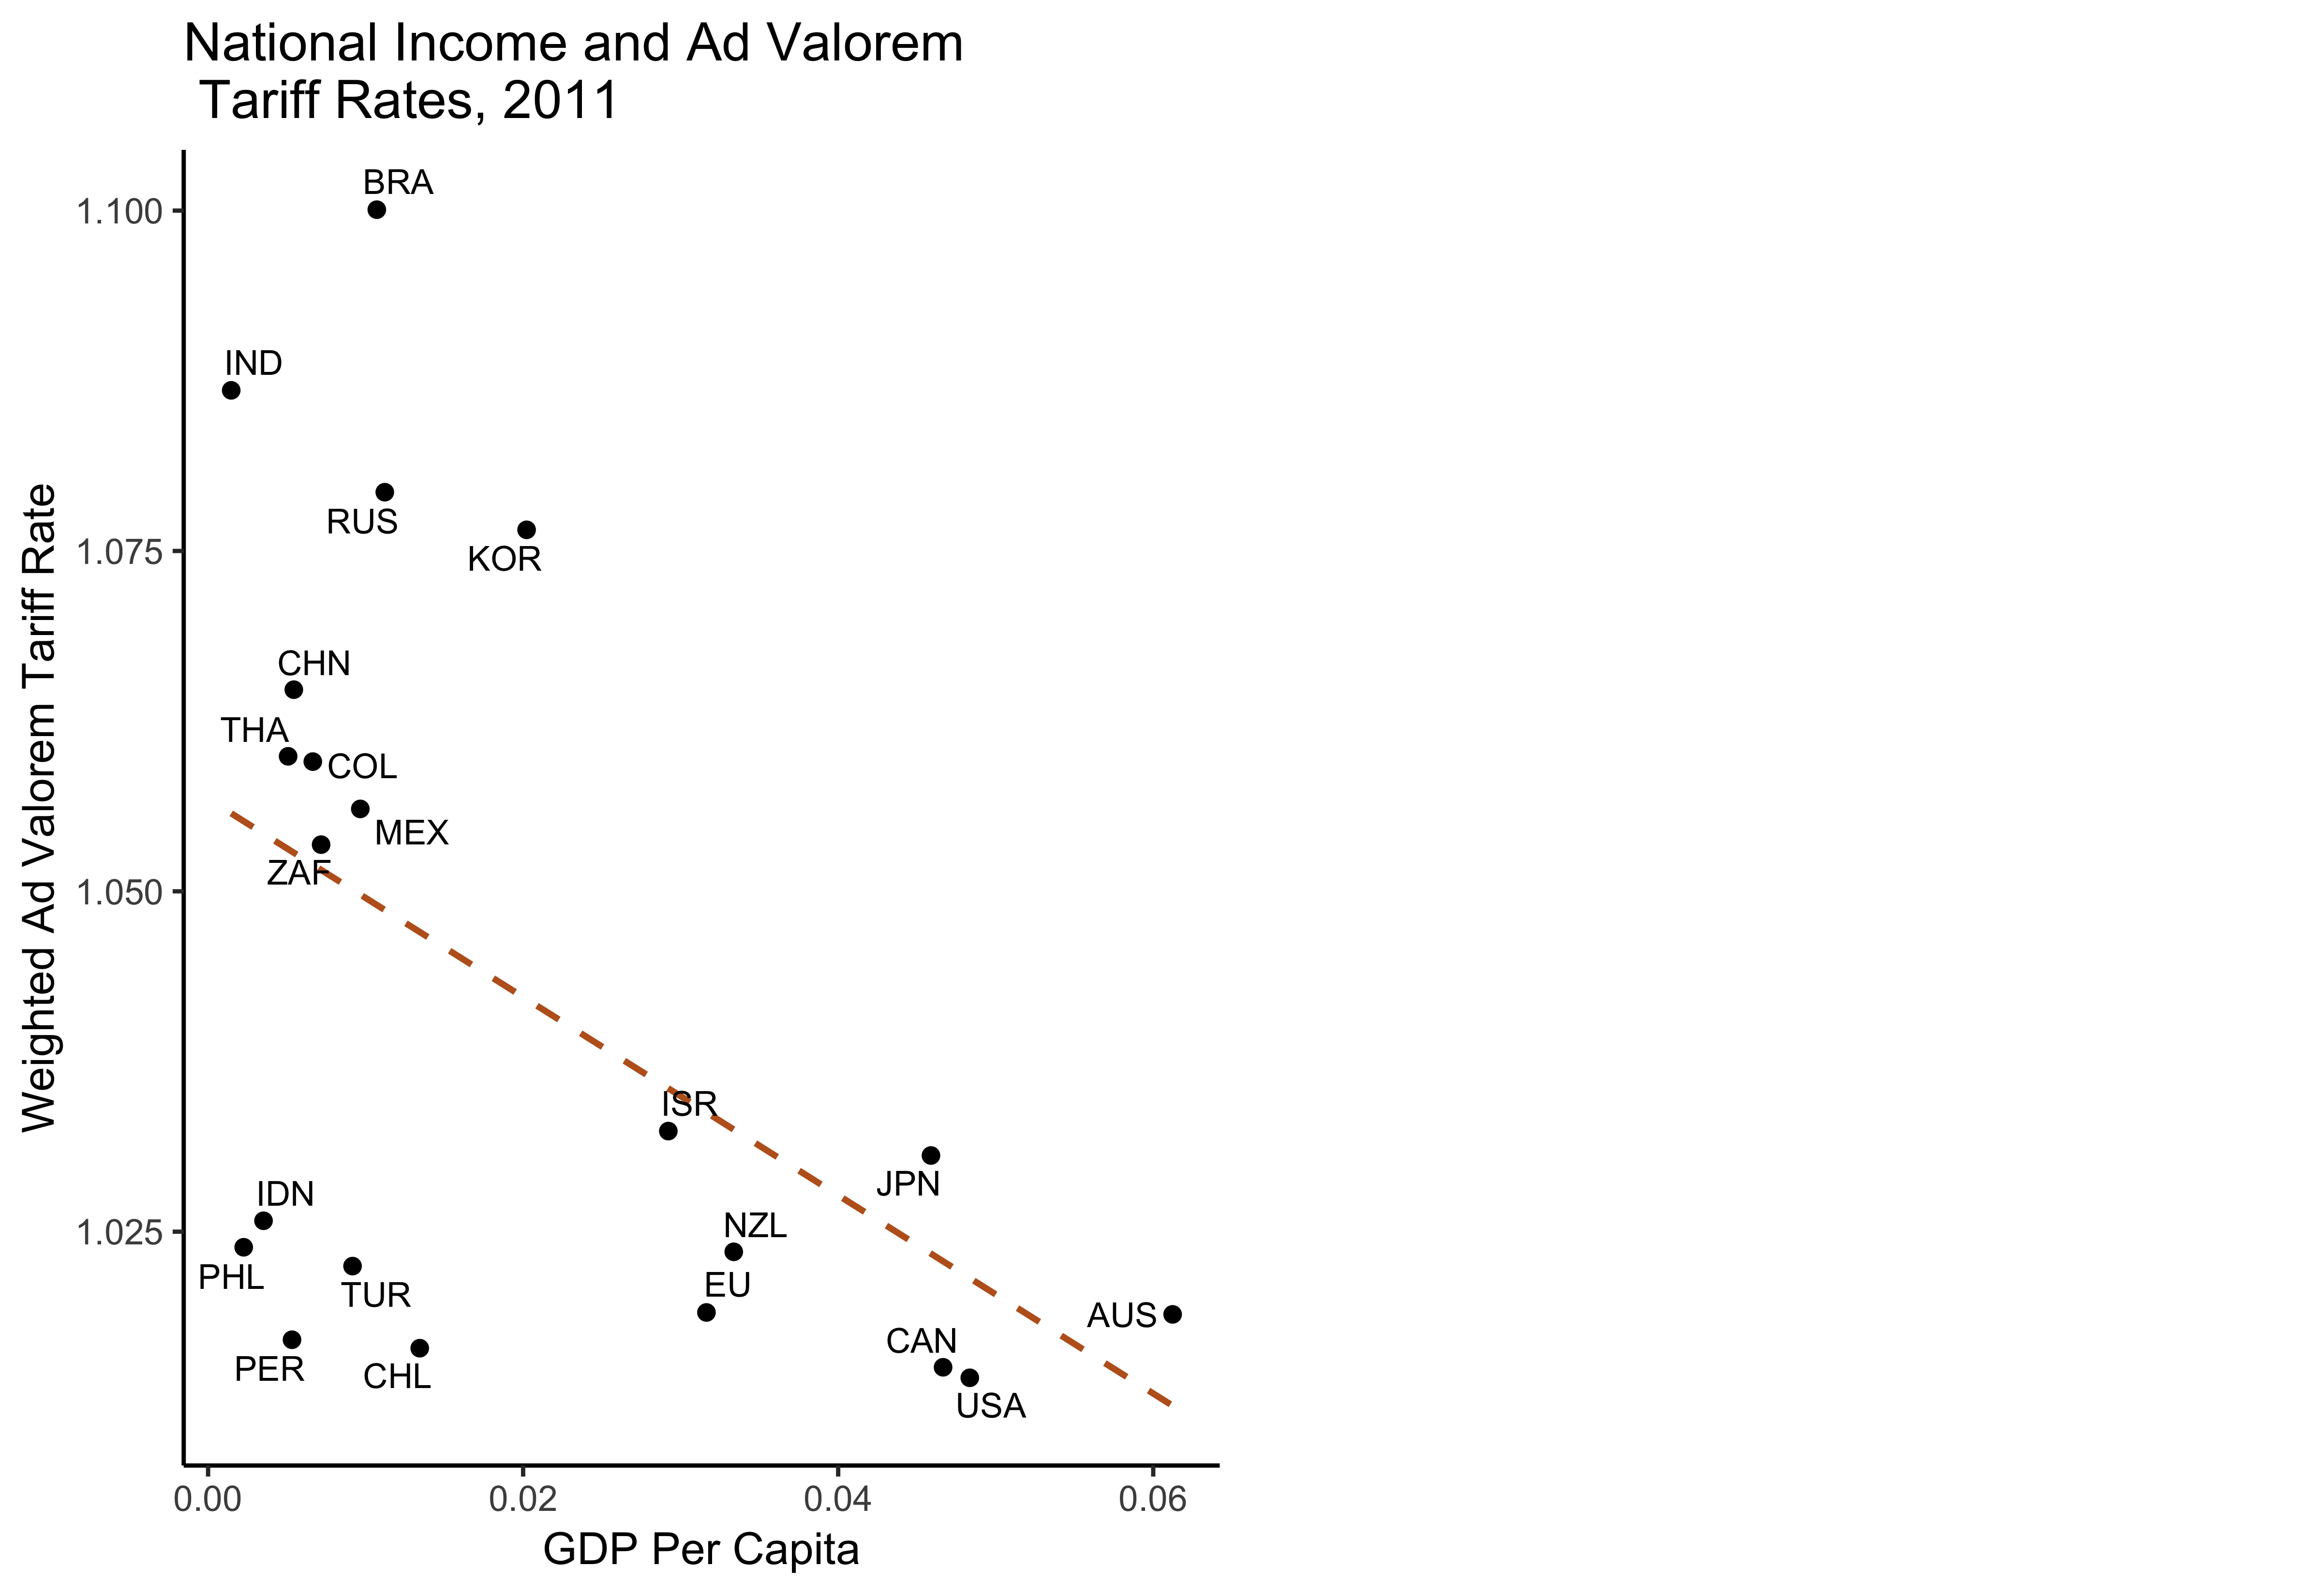 National Income and Ad Valorem
Tariff Rates, 2011
Weighted Ad Valorem Tariff Rate
1.100
1.075
1.050
1.025
BRA
IND
RUS
KOR
CHN
THA
COL
MEX
ZAF
ISR
JPN
IDN
NZL
PHL
EU
TUR
AUS
CAN
PER
CHL
USA
0.00 0.02 0.04 0.06
GDP Per Capita